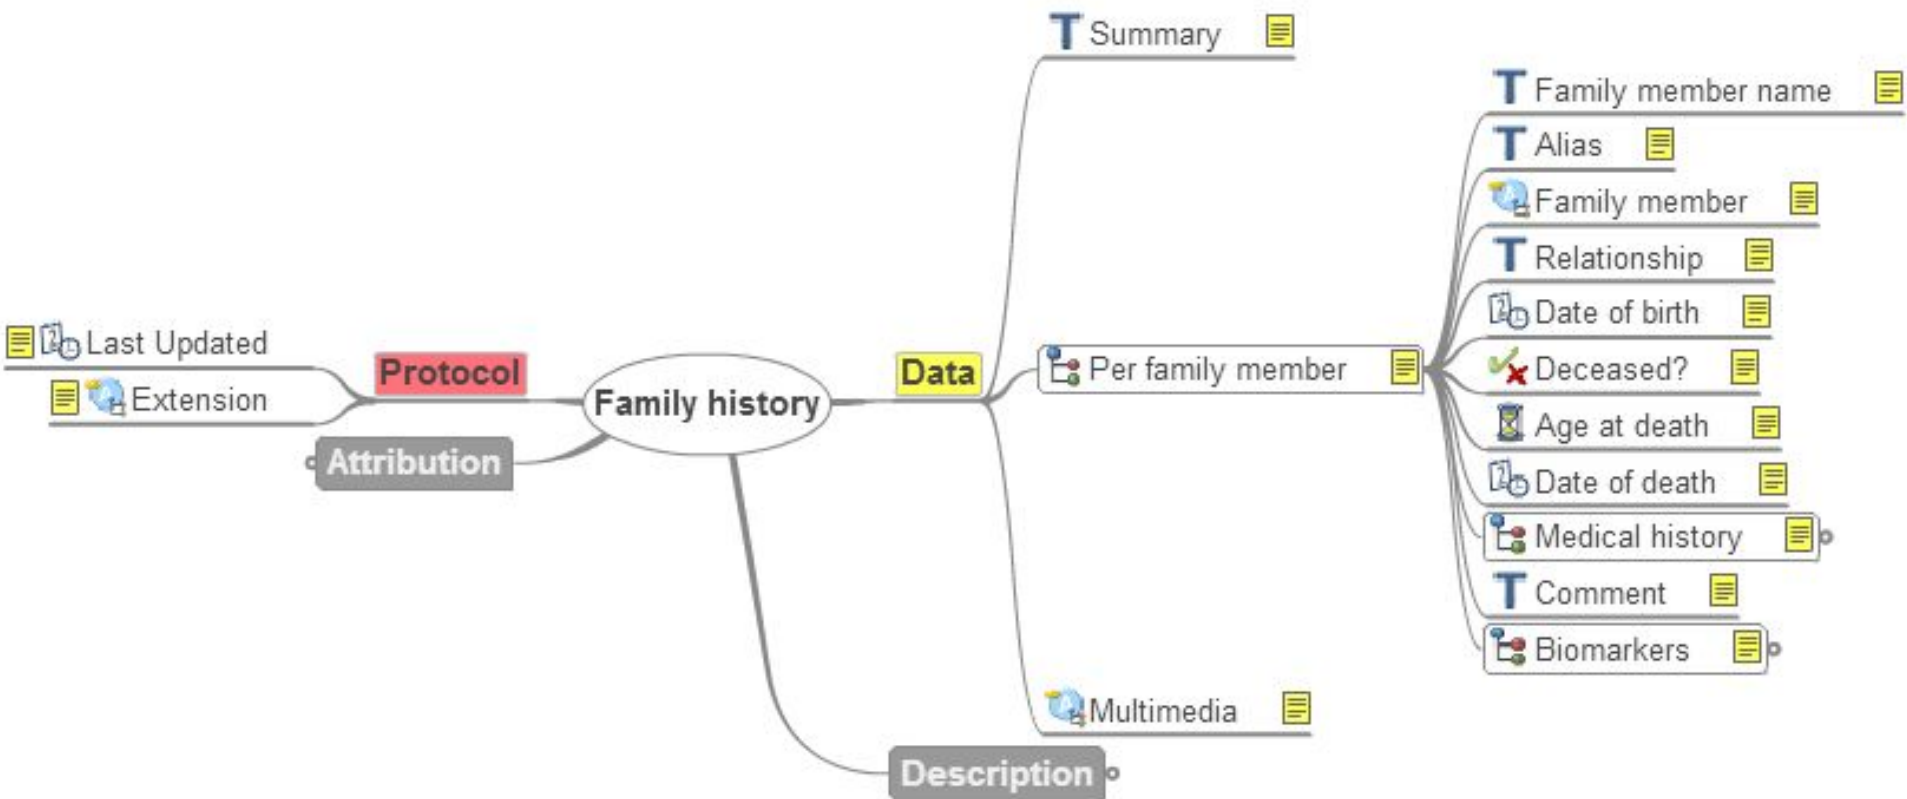 Summary
Family member name
Alias
Family member
Relationship
Date of birth
Last Updated
Protocol
Data
Per family member
Deceased?
Extension
Family history
Age at death
Attribution
Date of death
Medical history
Comment
Biomarkers
Multimedia
Description